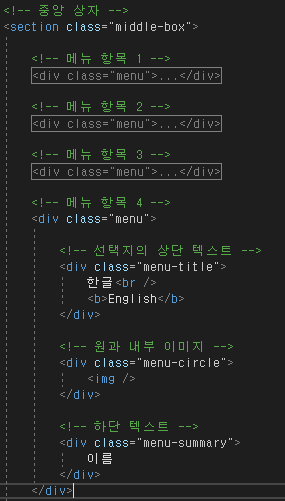 <!-- 중앙 상자 -->
<section class="middle-box">
<!-- 메뉴 항목 1 -->
<div class="menu">...</div>
<!-- 메뉴 항목 2 -->
<div class="menu">...</div>
<!-- 메뉴 항목 3 -->
<div class="menu">...</div>
<!-- 메뉴 항목 4 -->
<div class="menu">
<!-- 선택지의 상단 텍스트 -->
<div class="menu-title">
한글<br />
<b>English</b>
</div>
<!-- 원과 내부 이미지 -->
<div class="menu-circle">
<img />
</div>
<!-- 하단 텍스트 -->
<div class="menu-summary">
이름
</div>
</div>